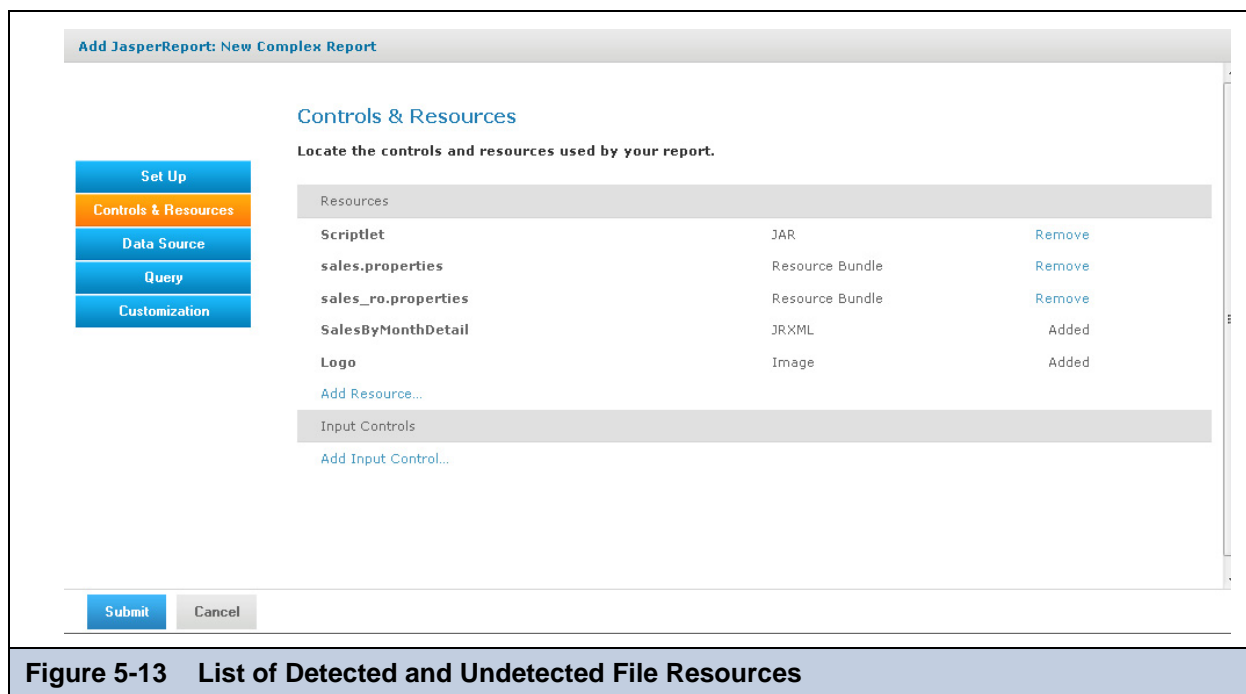 Add JasperReport: New Complex Report
Controls & Resources
Locate the controls and resources used by your report.
Set Up
Controls & Resources
Data Source
Query
Customization
Resources
Scriptlet JAR Remove
sales.properties Resource Bundle Remove
sales_ro.properties Resource Bundle Remove
SalesByMonthDetail JRXML Added
Logo Image Added
Add Resource...
Input Controls
Add Input Control...
Submit Cancel
Figure 5-13 List of Detected and Undetected File Resources